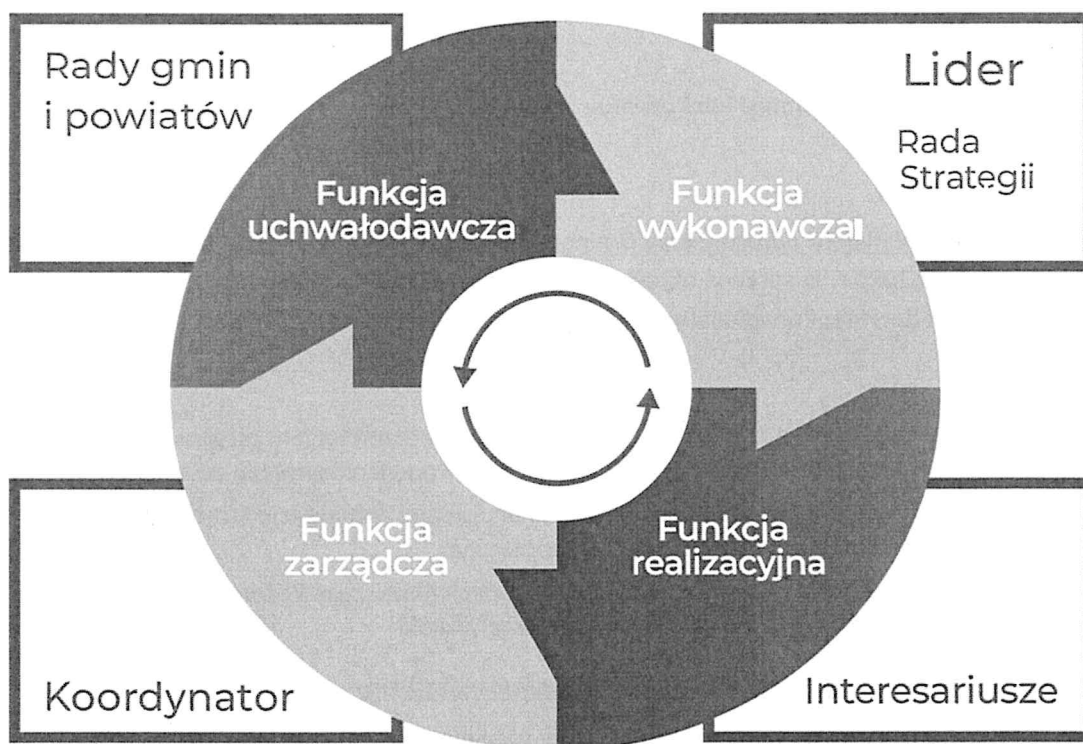 Rady gmin
i powiatów
Lider
Rada
Strategii
Funkcja
uchwałodawcza
Funkcja
wykonawcza
Funkcja
zarządcza
Funkcja
realizacyjna
Koordynator
Interesariusze